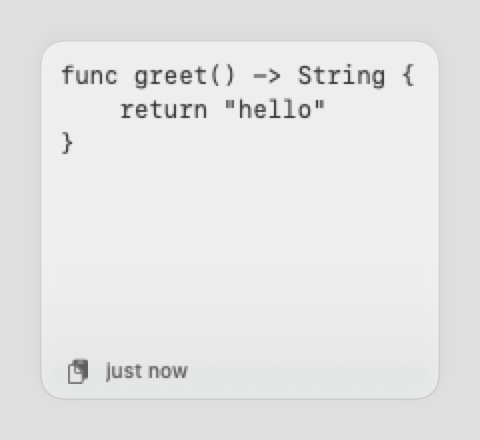 func greet() -> String {
    return "hello"
}
just now